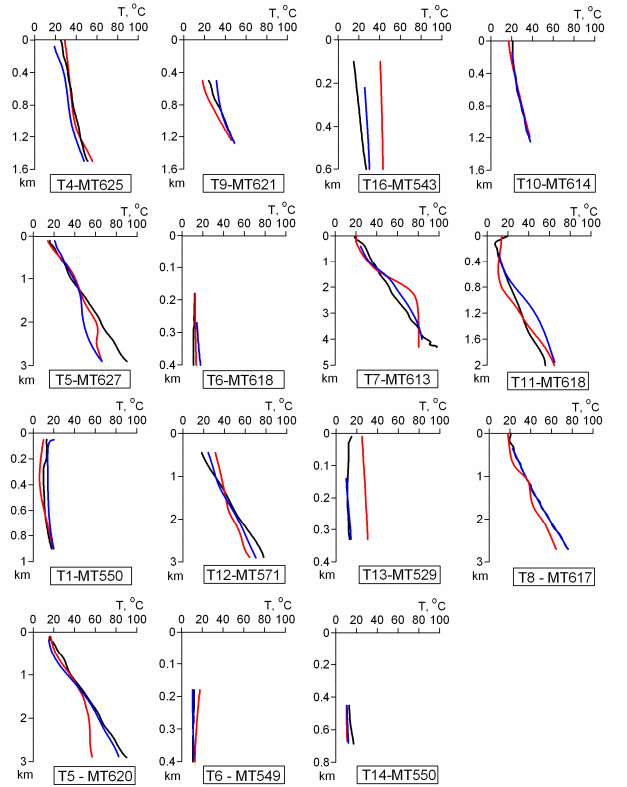 T, °C T, °C T, °C T, °C
0 20 40 60 80 100 0 20 40 60 80 100 0 20 40 60 80 100 0 20 40 60 80 100
0 0 0 0
0.4 0.4 0.2 0.4
0.8 0.8 0.4 0.8
1.2 1.2 0.6 1.2
1.6 1.6 1.6
km km km km
T4-MT625 T9-MT621 T16-MT543 T10-MT614
T, °C T, °C T, °C T, °C
0 20 40 60 80 100 0 20 40 60 80 100 0 20 40 60 80 100 0 20 40 60 80 100
0 0 0 0
1 0.1 1 0.4
2 0.2 2 0.8
3 0.3 3 1.2
0.4 4 1.6
5 2
km km km km
T5-MT627 T6-MT618 T7-MT613 T11-MT618
T, °C T, °C T, °C T, °C
0 20 40 60 80 100 0 20 40 60 80 100 0 20 40 60 80 100 0 20 40 60 80 100
0 0 0 0
0.2 1 0.1 1
0.4 2 0.2 2
0.6 3 0.3 3
0.8 0.4
1
km km km km
T1-MT550 T12-MT571 T13-MT529 T8 - MT617
T, °C T, °C T, °C
0 20 40 60 80 100 0 20 40 60 80 100 0 20 40 60 80 100
0 0 0
1 0.1 0.2
2 0.2 0.4
3 0.3 0.6
0.4 0.8
km km km
T5 - MT620 T6 - MT549 T14-MT550